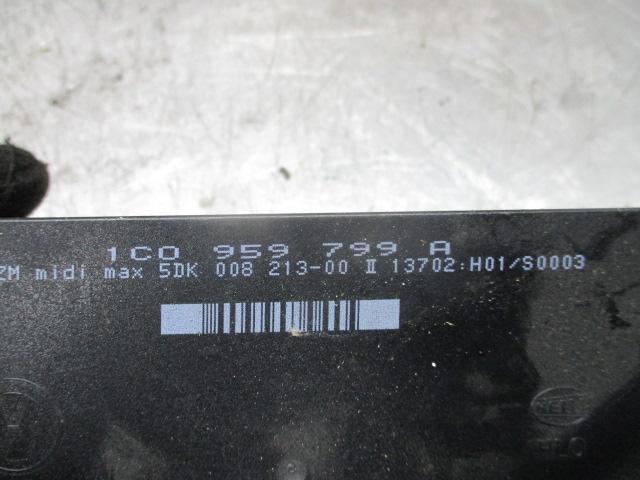 1C0 959 799 A
ZM midi max 5DK 008 213-00 II 13702:H01/S0003